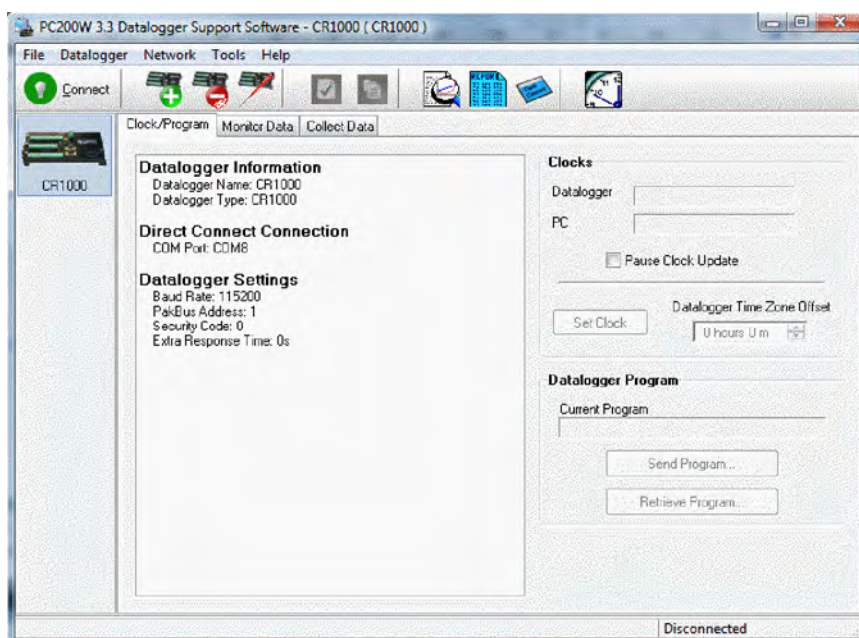 PC200W 3.3 Datalogger Support Software - CR1000 ( CR1000 )
File Datalogger Network Tools Help
Connect
Clock/Program Monitor Data Collect Data
CR1000
Datalogger Information
Datalogger Name: CR1000
Datalogger Type: CR1000
Direct Connect Connection
COM Port: COM8
Datalogger Settings
Baud Rate: 115200
PakBus Address: 1
Security Code: 0
Extra Response Time: 0s
Clocks
Datalogger
PC
Pause Clock Update
Set Clock
Datalogger Time Zone Offset
0 hours 0 m
Datalogger Program
Current Program
Send Program...
Retrieve Program...
Disconnected